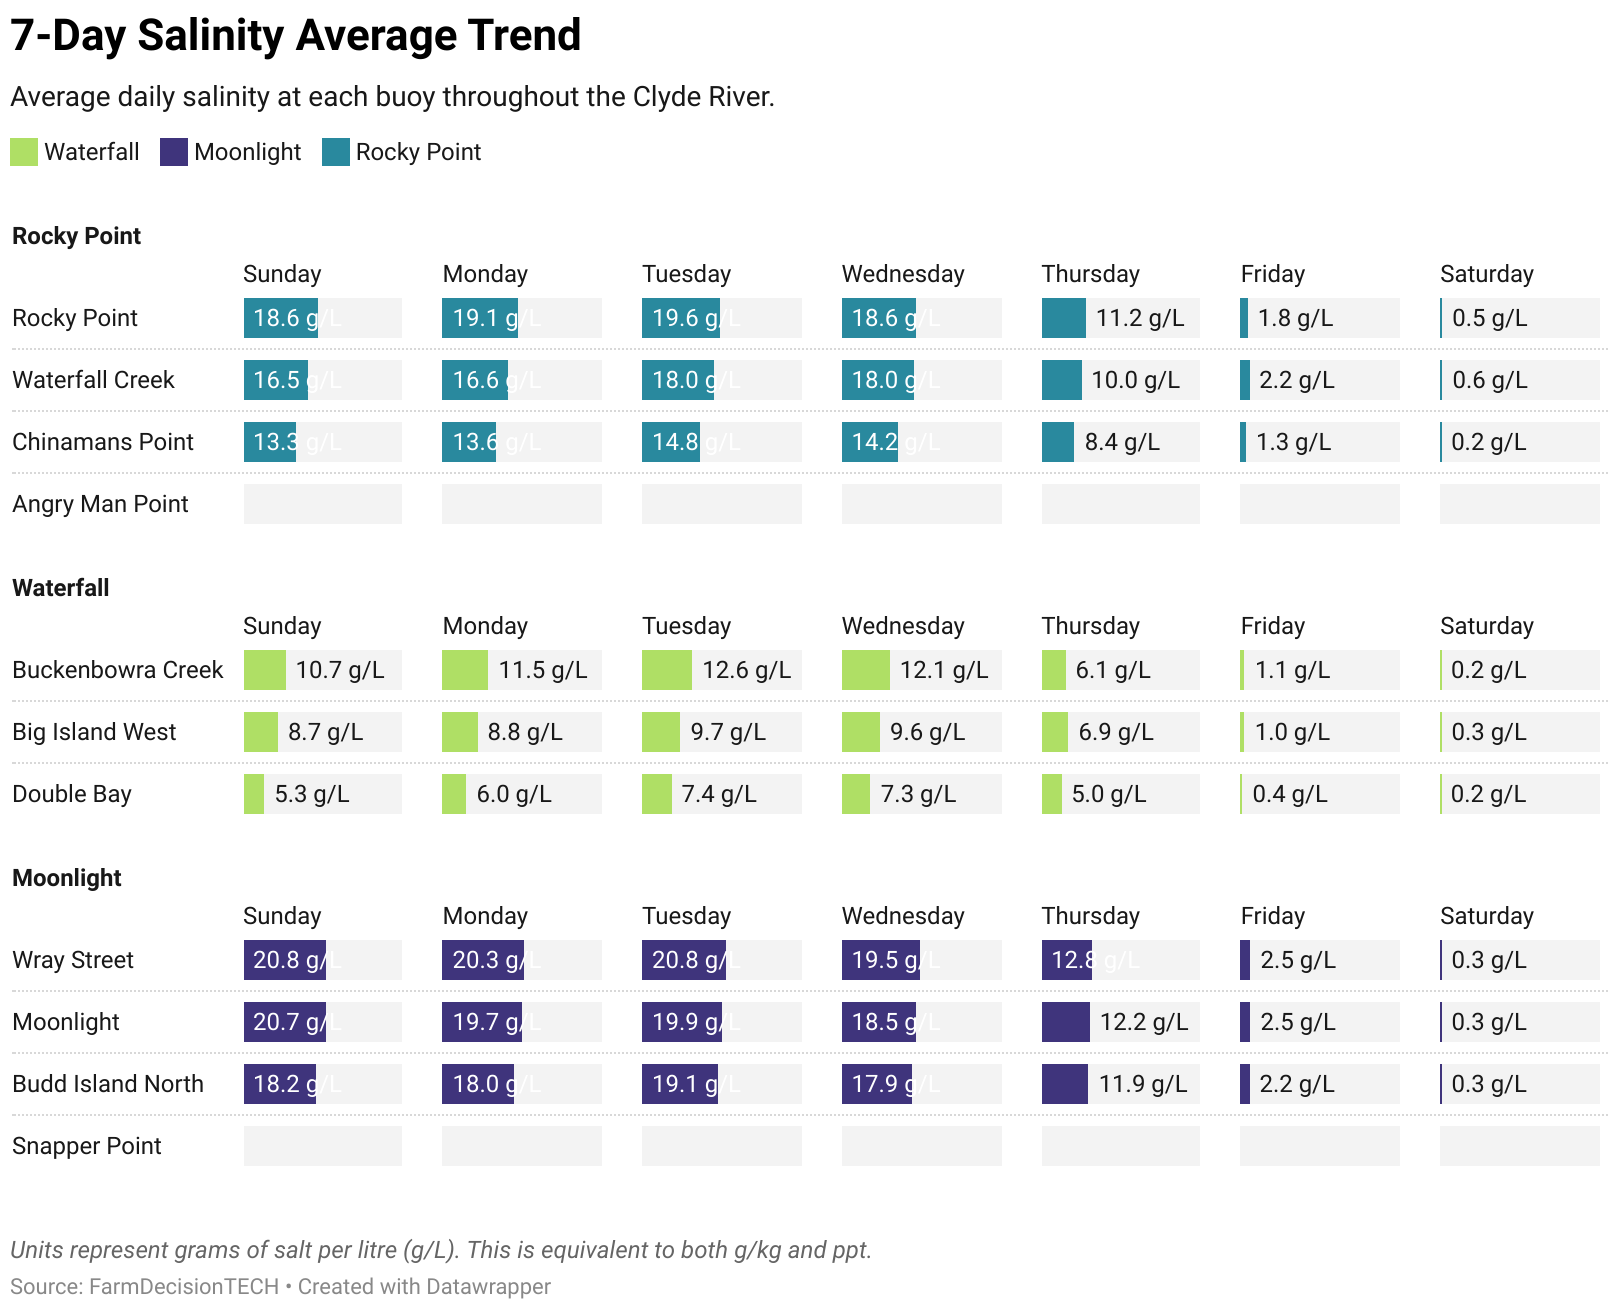 7-Day Salinity Average Trend
Average daily salinity at each buoy throughout the Clyde River.
Waterfall Moonlight Rocky Point
Rocky Point
Sunday Monday Tuesday Wednesday Thursday Friday Saturday
Rocky Point 18.6 g/L 19.1 g/L 19.6 g/L 18.6 g/L 11.2 g/L 1.8 g/L 0.5 g/L
Waterfall Creek 16.5 g/L 16.6 g/L 18.0 g/L 18.0 g/L 10.0 g/L 2.2 g/L 0.6 g/L
Chinamans Point 13.3 g/L 13.6 g/L 14.8 g/L 14.2 g/L 8.4 g/L 1.3 g/L 0.2 g/L
Angry Man Point
Waterfall
Sunday Monday Tuesday Wednesday Thursday Friday Saturday
Buckenbowra Creek 10.7 g/L 11.5 g/L 12.6 g/L 12.1 g/L 6.1 g/L 1.1 g/L 0.2 g/L
Big Island West 8.7 g/L 8.8 g/L 9.7 g/L 9.6 g/L 6.9 g/L 1.0 g/L 0.3 g/L
Double Bay 5.3 g/L 6.0 g/L 7.4 g/L 7.3 g/L 5.0 g/L 0.4 g/L 0.2 g/L
Moonlight
Sunday Monday Tuesday Wednesday Thursday Friday Saturday
Wray Street 20.8 g/L 20.3 g/L 20.8 g/L 19.5 g/L 12.8 g/L 2.5 g/L 0.3 g/L
Moonlight 20.7 g/L 19.7 g/L 19.9 g/L 18.5 g/L 12.2 g/L 2.5 g/L 0.3 g/L
Budd Island North 18.2 g/L 18.0 g/L 19.1 g/L 17.9 g/L 11.9 g/L 2.2 g/L 0.3 g/L
Snapper Point
Units represent grams of salt per litre (g/L). This is equivalent to both g/kg and ppt.
Source: FarmDecisionTECH • Created with Datawrapper